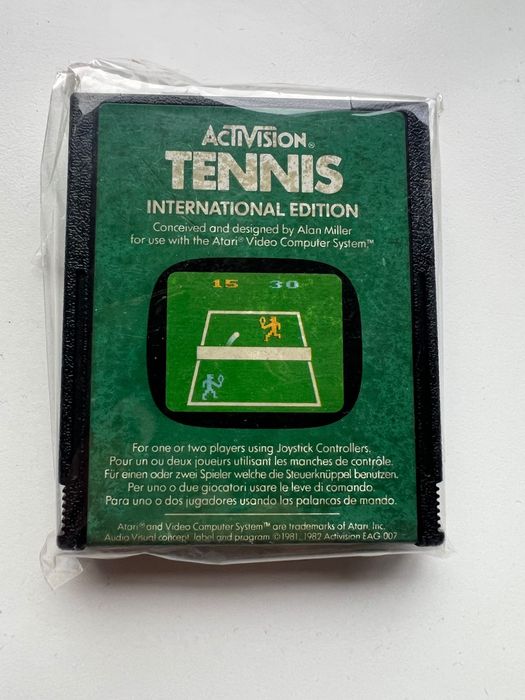 ACTIVISION®
TENNIS
INTERNATIONAL EDITION
Conceived and designed by Alan Miller
for use with the Atari® Video Computer System™
15 30
For one or two players using Joystick Controllers.
Pour un ou deux joueurs utilisant les manches de contrôle.
Für einen oder zwei Spieler welche die Steuerknüppel benutzen.
Per uno o due giocatori usare le leve di comando.
Para uno o dos jugadores usando las palancas de mando.
Atari® and Video Computer System™ are trademarks of Atari, Inc.
Audio Visual concept, label and program ©1981, 1982 Activision EAG-007